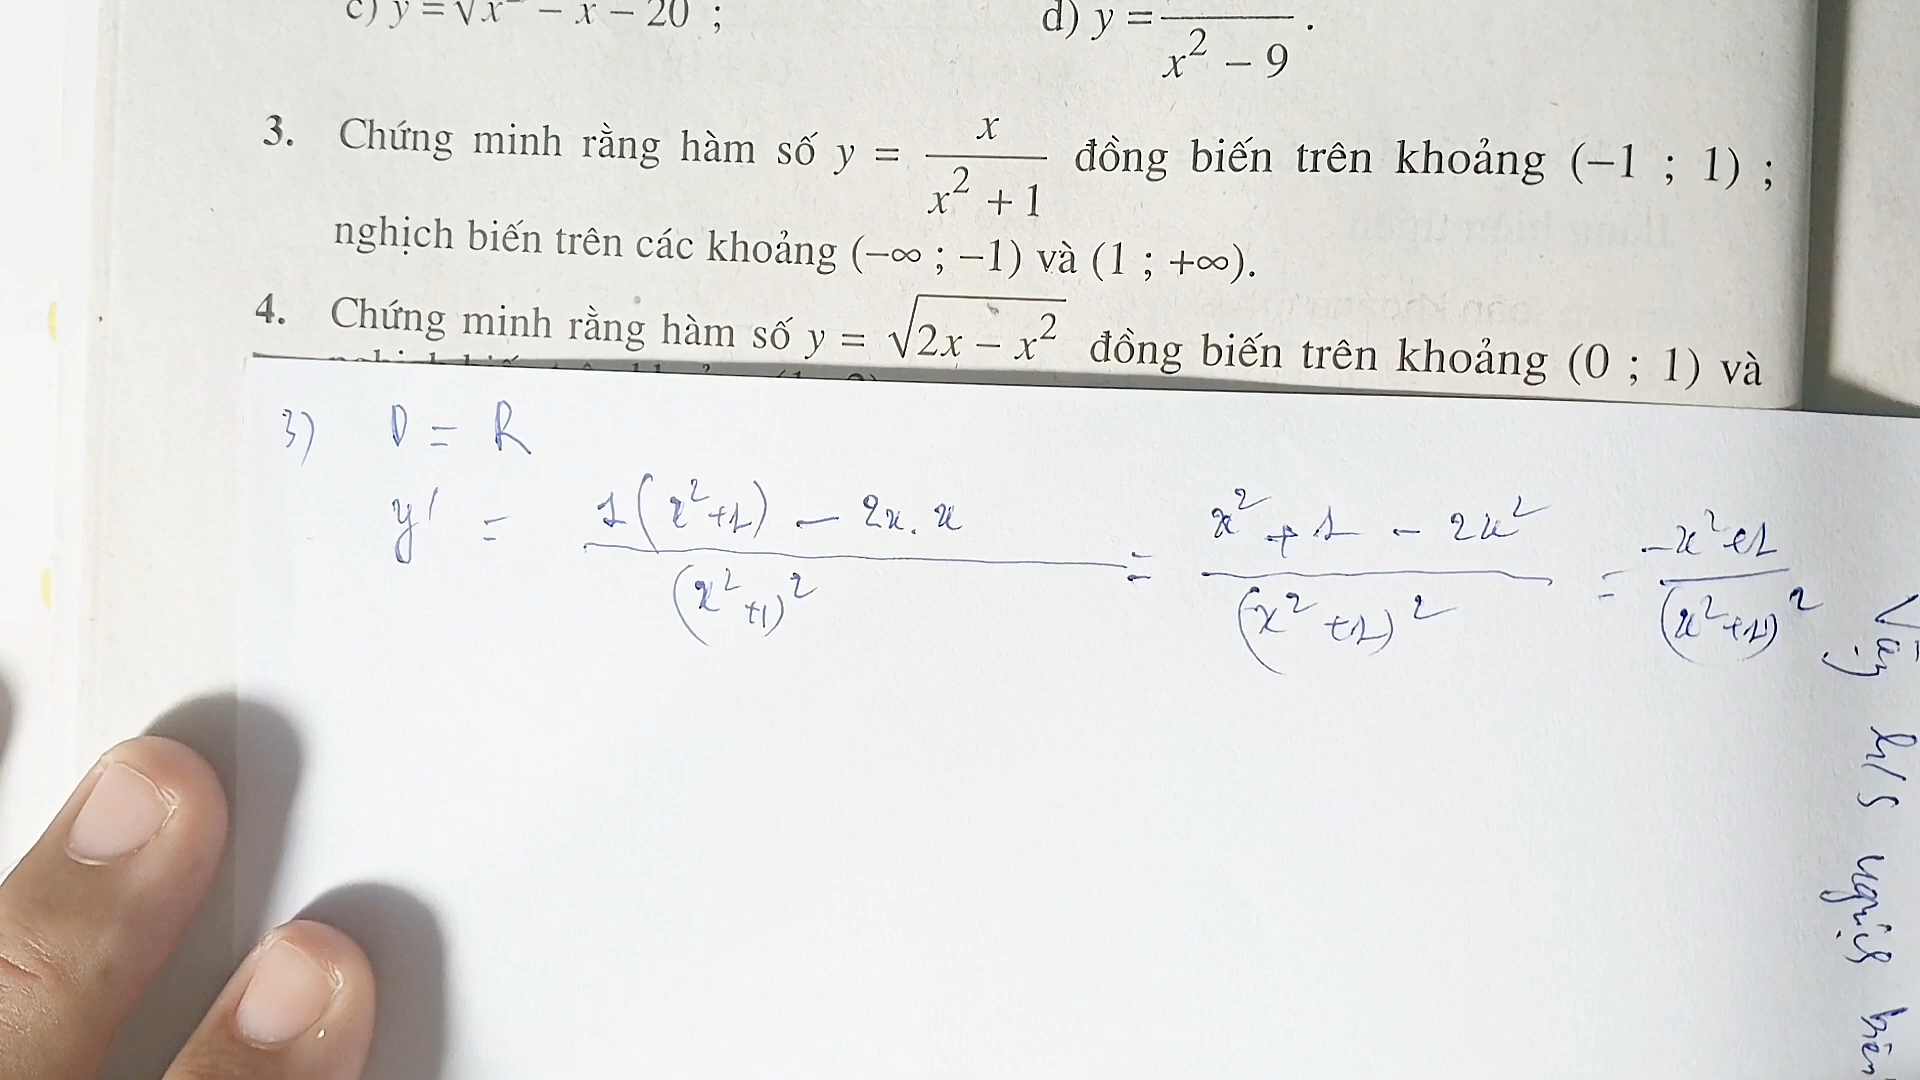 c) y = √x² − x − 20 ; d) y = / x² − 9 .
3. Chứng minh rằng hàm số y = x / x² + 1 đồng biến trên khoảng (−1 ; 1) ;
nghịch biến trên các khoảng (−∞ ; −1) và (1 ; +∞).
4. Chứng minh rằng hàm số y = √2x − x² đồng biến trên khoảng (0 ; 1) và
3) D = R
y' = 1(x²+1) − 2x.x / (x²+1)² = x² + 1 − 2x² / (x²+1)² = −x²+1 / (x²+1)²
Vậy h/s nghịch biến